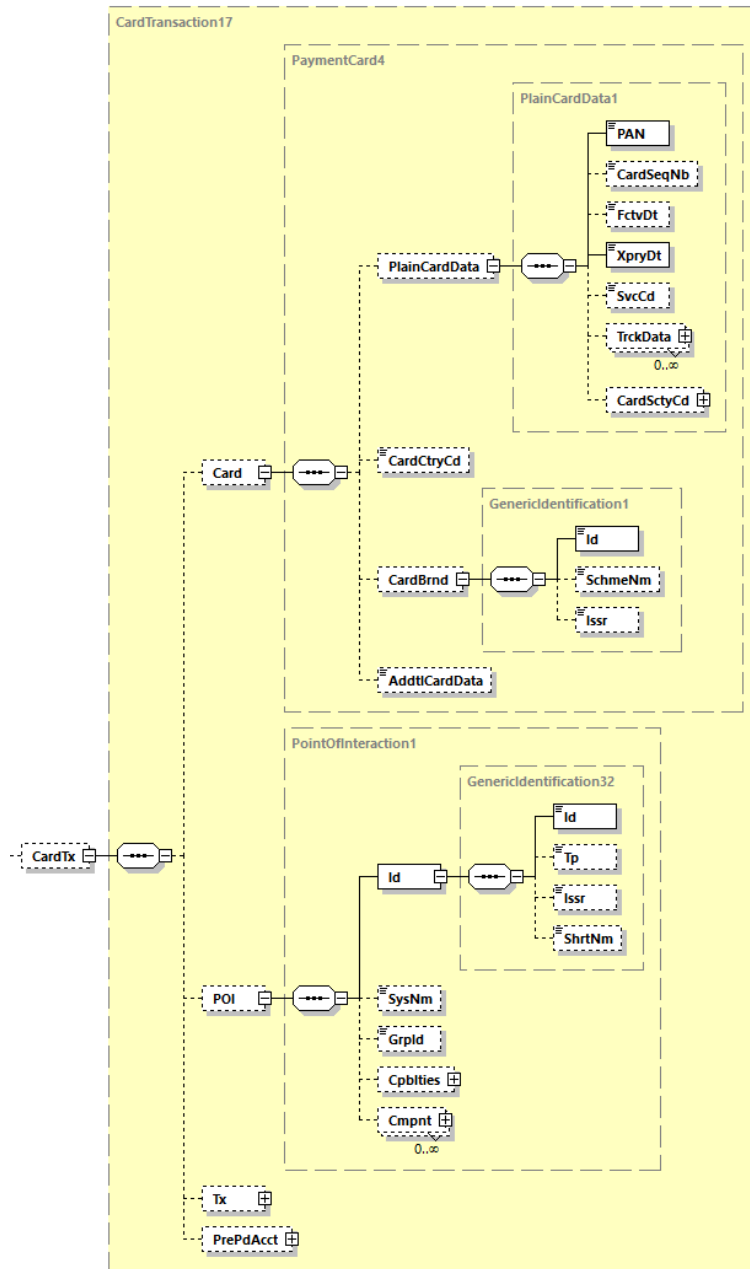 CardTransaction17
PaymentCard4
PlainCardData1
PAN
CardSeqNb
FctvDt
XpryDt
SvcCd
TrckData
0..∞
CardSctyCd
PlainCardData
CardCtryCd
Card
GenericIdentification1
Id
SchmeNm
Issr
CardBrnd
AddtlCardData
PointOfInteraction1
GenericIdentification32
Id
Tp
Issr
ShrtNm
CardTx
Id
POI
SysNm
GrpId
Cpblties
Cmpnt
0..∞
Tx
PrePdAcct